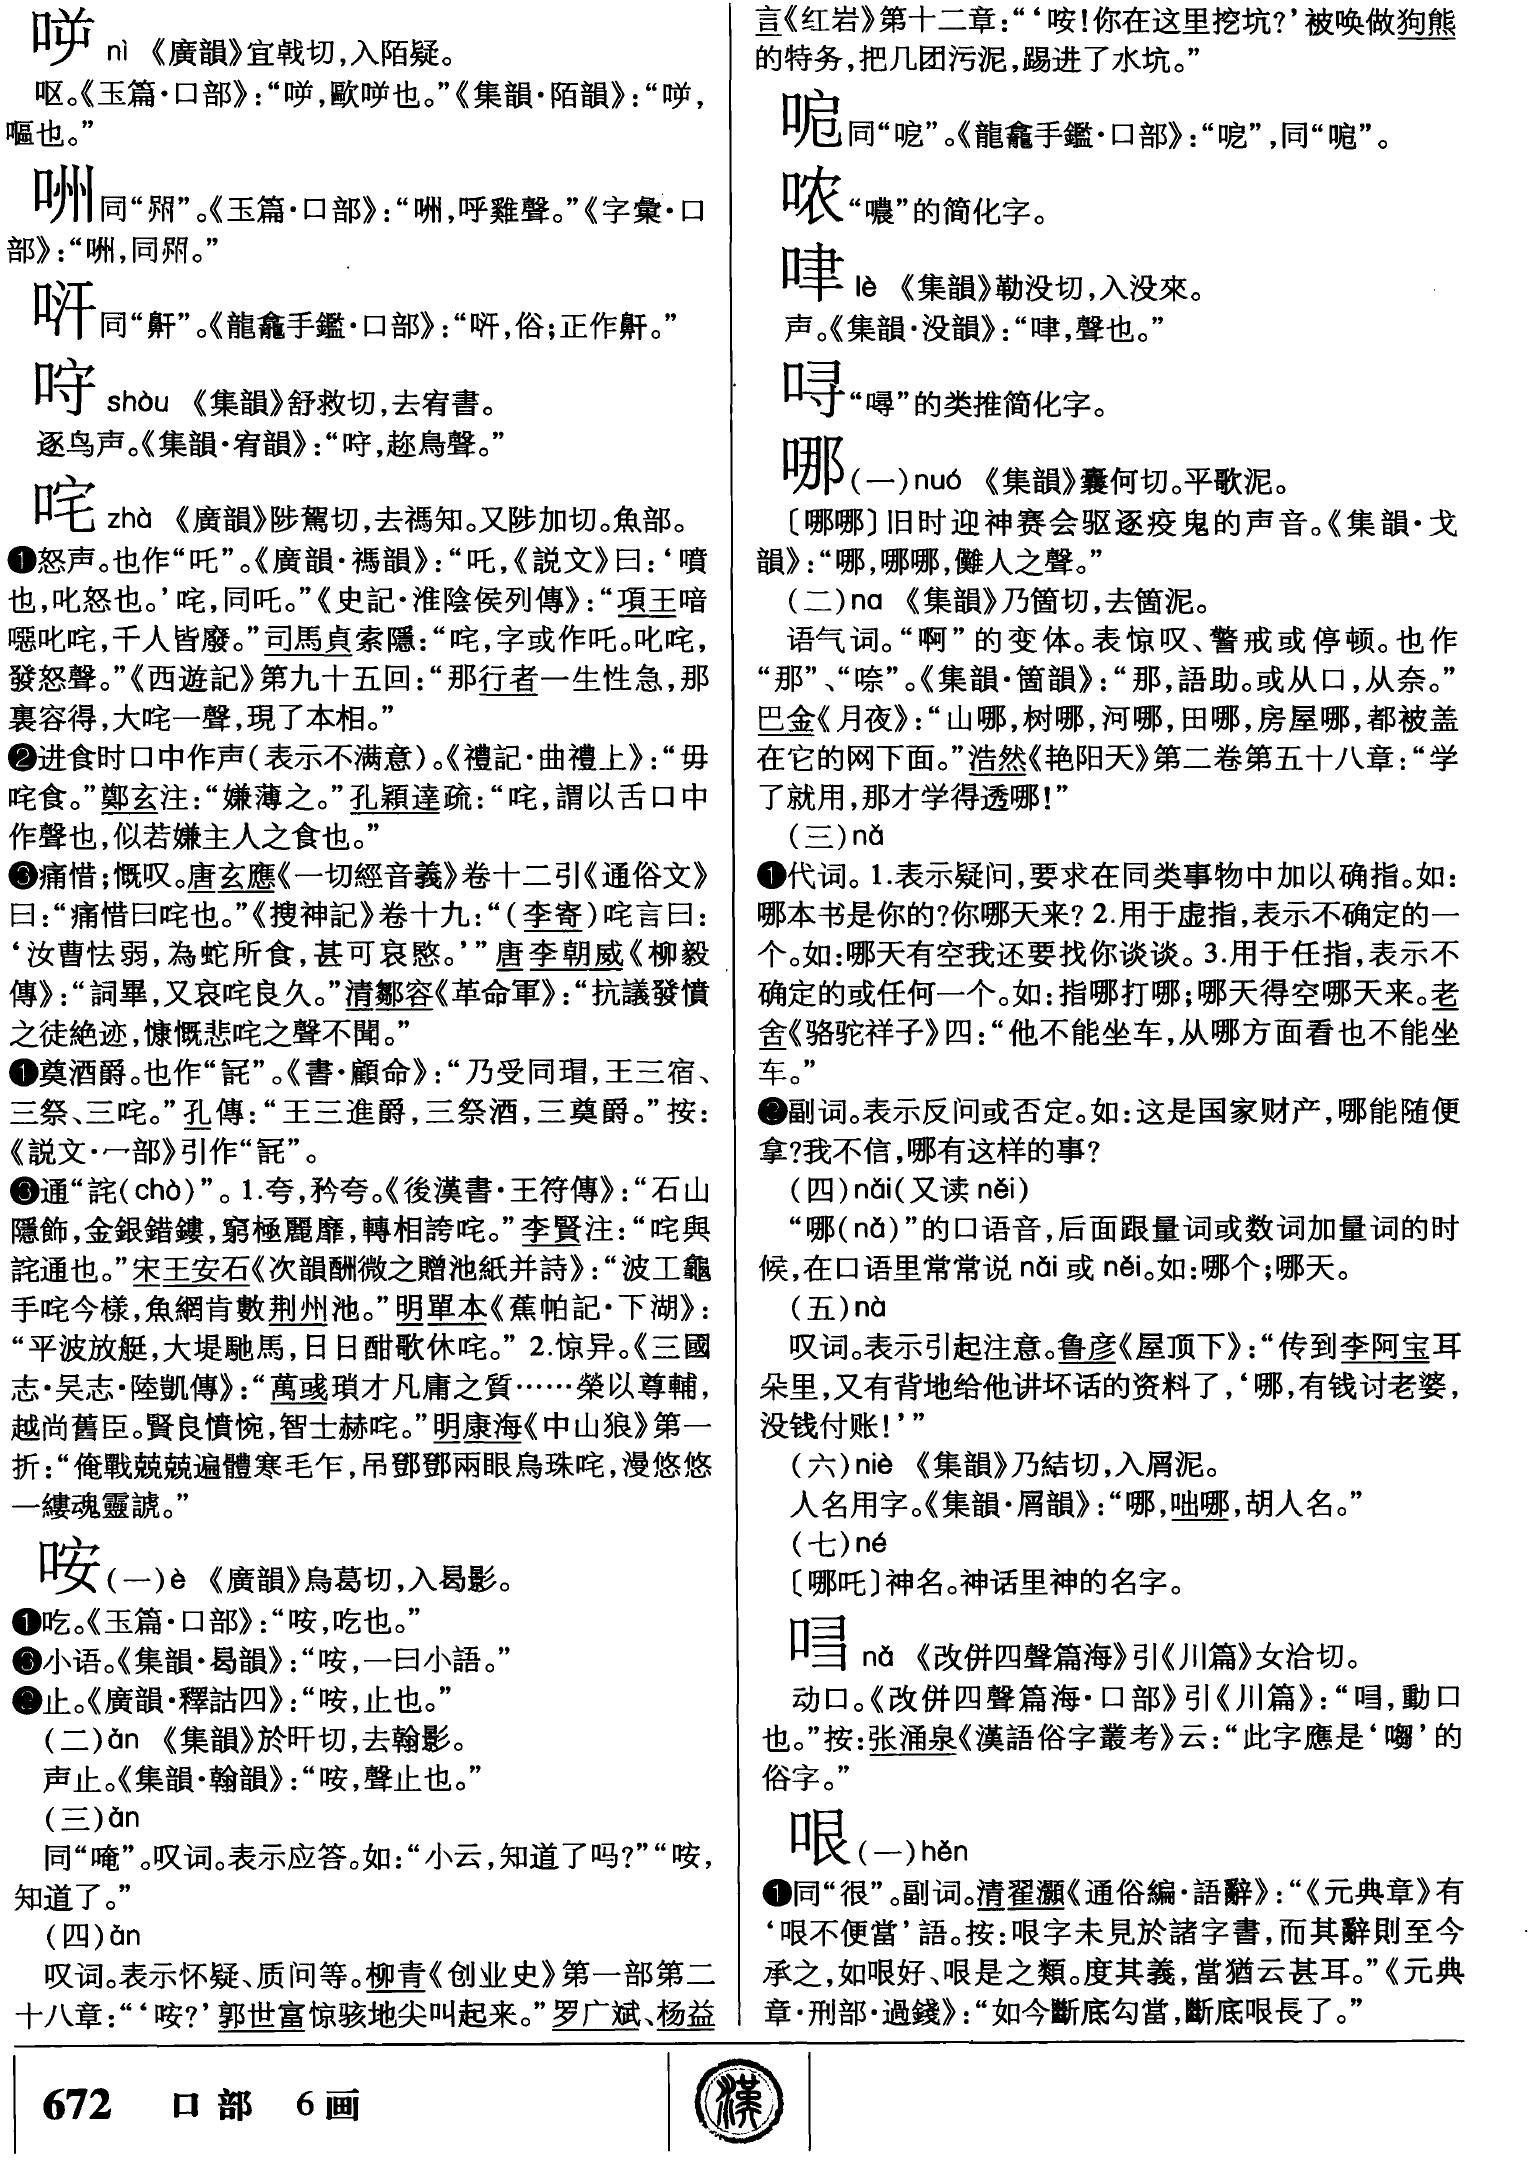 㖕 nì 《廣韻》宜戟切,入陌疑。
呕。《玉篇·口部》:“㖕,歐㖕也。”《集韻·陌韻》:“㖕,
嘔也。”
喌同“喌”。《玉篇·口部》:“ ,呼雞聲。”《字彙·口
部》:“ ,同喌。”
同“鼾”。《龍龕手鑑·口部》:“ ,俗;正作鼾。”
㖟 shòu 《集韻》舒救切,去宥書。
逐鸟声。《集韻·宥韻》:“㖟,趂鳥聲。”
咤 zhà 《廣韻》陟駕切,去禡知。又陟加切。魚部。
❶怒声。也作“吒”。《廣韻·禡韻》:“吒,《説文》曰:‘噴
也,叱怒也。’咤,同吒。”《史記·淮陰侯列傳》:“項王喑
噁叱咤,千人皆廢。”司馬貞索隱:“咤,字或作吒。叱咤,
發怒聲。”《西遊記》第九十五回:“那行者一生性急,那
裏容得,大咤一聲,現了本相。”
❷进食时口中作声(表示不满意)。《禮記·曲禮上》:“毋
咤食。”鄭玄注:“嫌薄之。”孔穎達疏:“咤,謂以舌口中
作聲也,似若嫌主人之食也。”
❸痛惜;慨叹。唐玄應《一切經音義》卷十二引《通俗文》
曰:“痛惜曰咤也。”《搜神記》卷十九:“(李寄)咤言曰:
‘汝曹怯弱,為蛇所食,甚可哀愍。’”唐李朝威《柳毅
傳》:“詞畢,又哀咤良久。”清鄒容《革命軍》:“抗議發憤
之徒絶迹,慷慨悲咤之聲不聞。”
❶奠酒爵。也作“㓃”。《書·顧命》:“乃受同瑁,王三宿、
三祭、三咤。”孔傳:“王三進爵,三祭酒,三奠爵。”按:
《説文·冖部》引作“㓃”。
❸通“詫(chò)”。1.夸,矜夸。《後漢書·王符傳》:“石山
隱飾,金銀錯鏤,窮極麗靡,轉相誇咤。”李賢注:“咤與
詫通也。”宋王安石《次韻酬微之贈池紙并詩》:“波工龜
手咤今樣,魚網肯數荆州池。”明單本《蕉帕記·下湖》:
“平波放艇,大堤馳馬,日日酣歌休咤。”2.惊异。《三國
志·吴志·陸凱傳》:“萬彧瑣才凡庸之質……榮以尊輔,
越尚舊臣。賢良憤惋,智士赫咤。”明康海《中山狼》第一
折:“俺戰兢兢遍體寒毛乍,吊鄧鄧兩眼烏珠咤,漫悠悠
一縷魂靈諕。”
咹(一)è 《廣韻》烏葛切,入曷影。
❶吃。《玉篇·口部》:“咹,吃也。”
❸小语。《集韻·曷韻》:“咹,一曰小語。”
❷止。《廣韻·釋詁四》:“咹,止也。”
(二)àn 《集韻》於旰切,去翰影。
声止。《集韻·翰韻》:“咹,聲止也。”
(三)ǎn
同“唵”。叹词。表示应答。如:“小云,知道了吗?”“咹,
知道了。”
(四)ǎn
叹词。表示怀疑、质问等。柳青《创业史》第一部第二
十八章:“‘咹?’郭世富惊骇地尖叫起来。”罗广斌、杨益
言《红岩》第十二章:“‘咹!你在这里挖坑?’被唤做狗熊
的特务,把几团污泥,踢进了水坑。”
同“呝”。《龍龕手鑑·口部》:“呝”,同“ ”。
哝“噥”的简化字。
㖀 lè 《集韻》勒没切,入没來。
声。《集韻·没韻》:“㖀,聲也。”
㖊“噚”的类推简化字。
哪(一)nuó 《集韻》囊何切。平歌泥。
〔哪哪〕旧时迎神赛会驱逐疫鬼的声音。《集韻·戈
韻》:“哪,哪哪,儺人之聲。”
(二)na 《集韻》乃箇切,去箇泥。
语气词。“啊”的变体。表惊叹、警戒或停顿。也作
“那”、“㖠”。《集韻·箇韻》:“那,語助。或从口,从奈。”
巴金《月夜》:“山哪,树哪,河哪,田哪,房屋哪,都被盖
在它的网下面。”浩然《艳阳天》第二卷第五十八章:“学
了就用,那才学得透哪!”
(三)nǎ
❶代词。1.表示疑问,要求在同类事物中加以确指。如:
哪本书是你的?你哪天来?2.用于虚指,表示不确定的一
个。如:哪天有空我还要找你谈谈。3.用于任指,表示不
确定的或任何一个。如:指哪打哪;哪天得空哪天来。老
舍《骆驼祥子》四:“他不能坐车,从哪方面看也不能坐
车。”
❷副词。表示反问或否定。如:这是国家财产,哪能随便
拿?我不信,哪有这样的事?
(四)nǎi(又读něi)
“哪(nǎ)”的口语音,后面跟量词或数词加量词的时
候,在口语里常常说nǎi或něi。如:哪个;哪天。
(五)nà
叹词。表示引起注意。鲁彦《屋顶下》:“传到李阿宝耳
朵里,又有背地给他讲坏话的资料了,‘哪,有钱讨老婆,
没钱付账!’”
(六)niè 《集韻》乃結切,入屑泥。
人名用字。《集韻·屑韻》:“哪,咄哪,胡人名。”
(七)né
〔哪吒〕神名。神话里神的名字。
nǎ 《改併四聲篇海》引《川篇》女洽切。
动口。《改併四聲篇海·口部》引《川篇》:“ ,動口
也。”按:张涌泉《漢語俗字叢考》云:“此字應是‘㗙’的
俗字。”
哏(一)hěn
❶同“很”。副词。清翟灝《通俗編·語辭》:“《元典章》有
‘哏不便當’語。按:哏字未見於諸字書,而其辭則至今
承之,如哏好、哏是之類。度其義,當猶云甚耳。”《元典
章·刑部·過錢》:“如今斷底勾當,斷底哏長了。”
672 口部 6画
漢